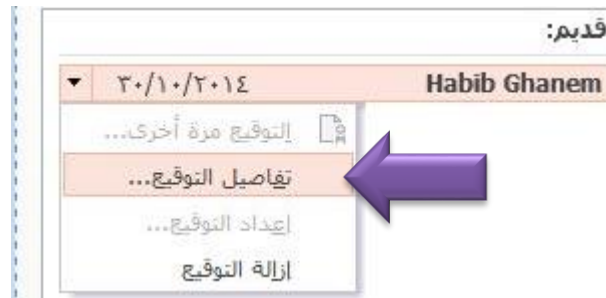 قديم:
Habib Ghanem ٣٠/١٠/٢٠١٤
التوقيع مرة أخرى...
تفاصيل التوقيع...
إعداد التوقيع...
إزالة التوقيع